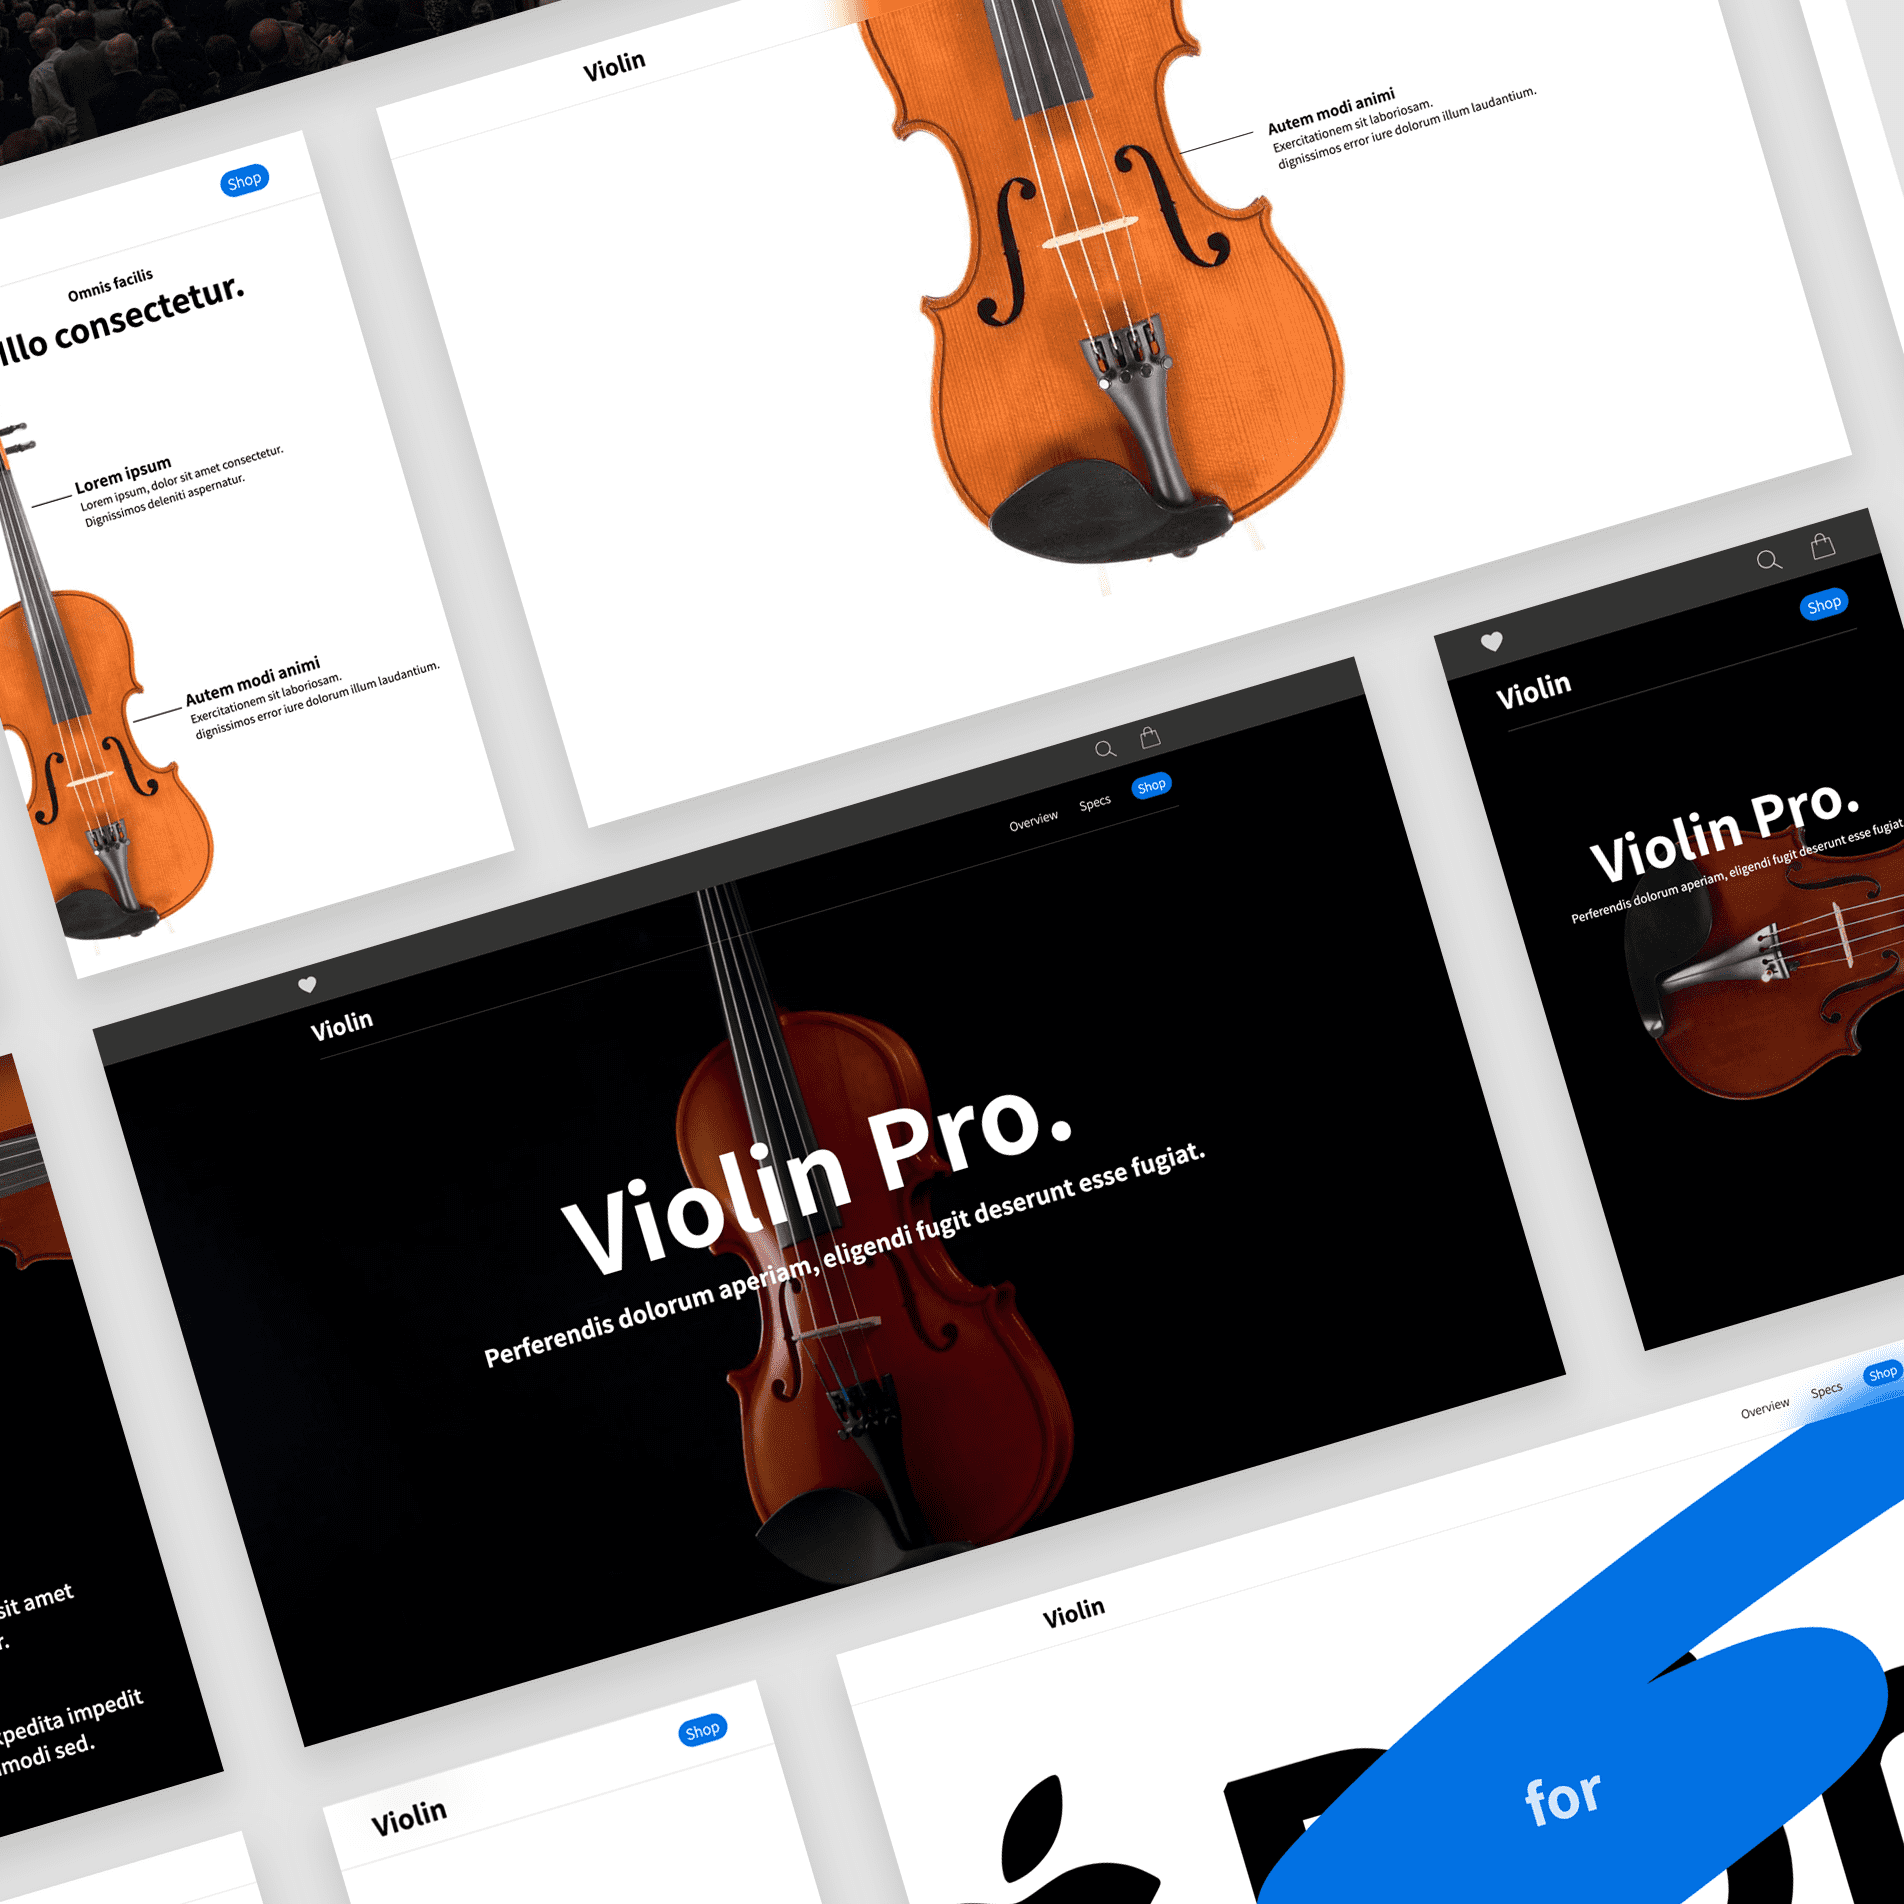 Violin
Autem modi animi
Exercitationem sit laboriosam.
dignissimos error iure dolorum illum laudantium.
Shop
Omnis facilis
Illo consectetur.
Lorem ipsum
Lorem ipsum, dolor sit amet consectetur.
Dignissimos deleniti aspernatur.
Autem modi animi
Exercitationem sit laboriosam.
dignissimos error iure dolorum illum laudantium.
Overview Specs Shop
Violin
Violin Pro.
Perferendis dolorum aperiam, eligendi fugit deserunt esse fugiat.
Shop
Violin
Violin Pro.
Perferendis dolorum aperiam, eligendi fugit deserunt esse fugiat
sit amet
r.
xpedita impedit
modi sed.
Overview Specs Shop
Violin
for
Shop
Violin